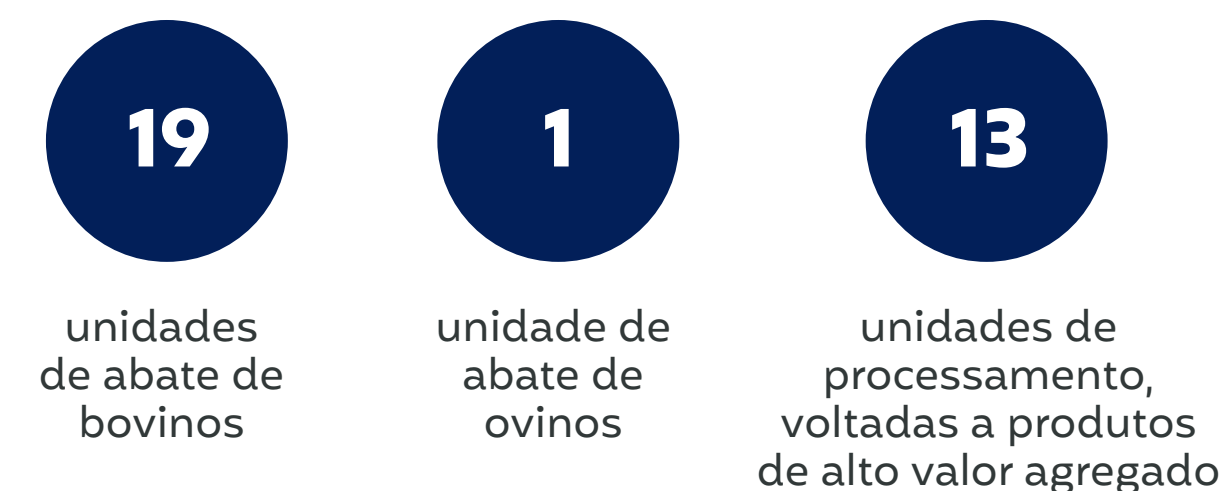 19
unidades
de abate de
bovinos
1
unidade de
abate de
ovinos
13
unidades de
processamento,
voltadas a produtos
de alto valor agregado